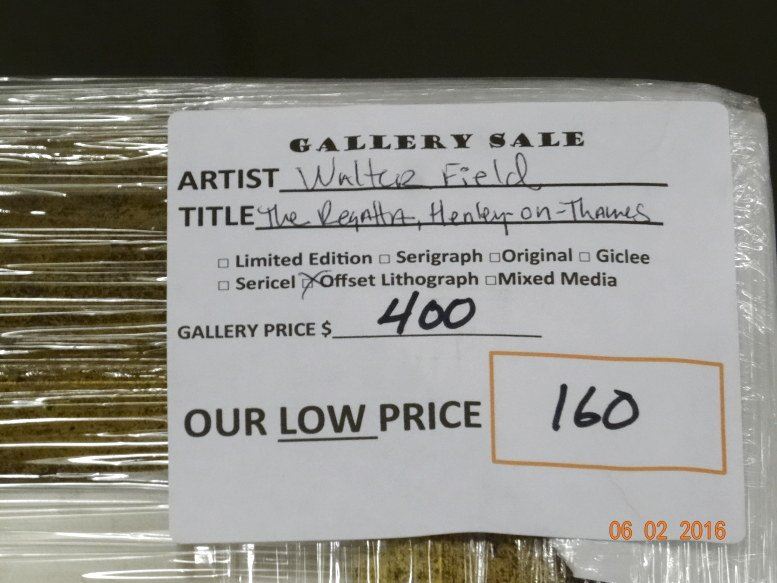 GALLERY SALE
ARTIST Walter Field
TITLE The Regatta, Henley-on-Thames
☐ Limited Edition ☐ Serigraph ☐Original ☐ Giclee
☐ Sericel ☒Offset Lithograph ☐Mixed Media
GALLERY PRICE $ 400
OUR LOW PRICE 160
06 02 2016